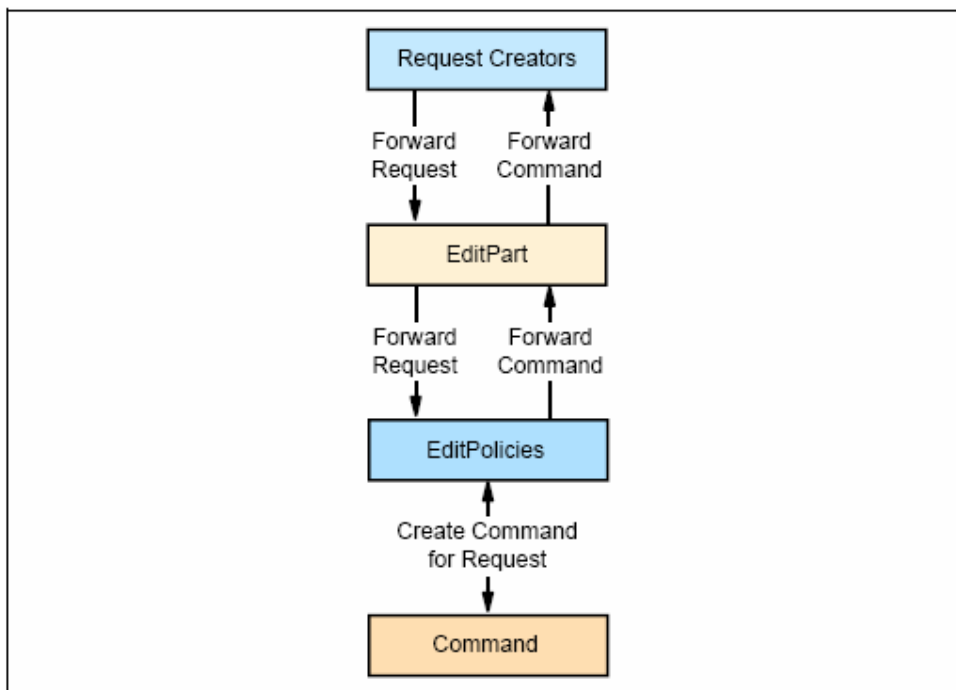 Request Creators
Forward
Request
Forward
Command
EditPart
Forward
Request
Forward
Command
EditPolicies
Create Command
for Request
Command